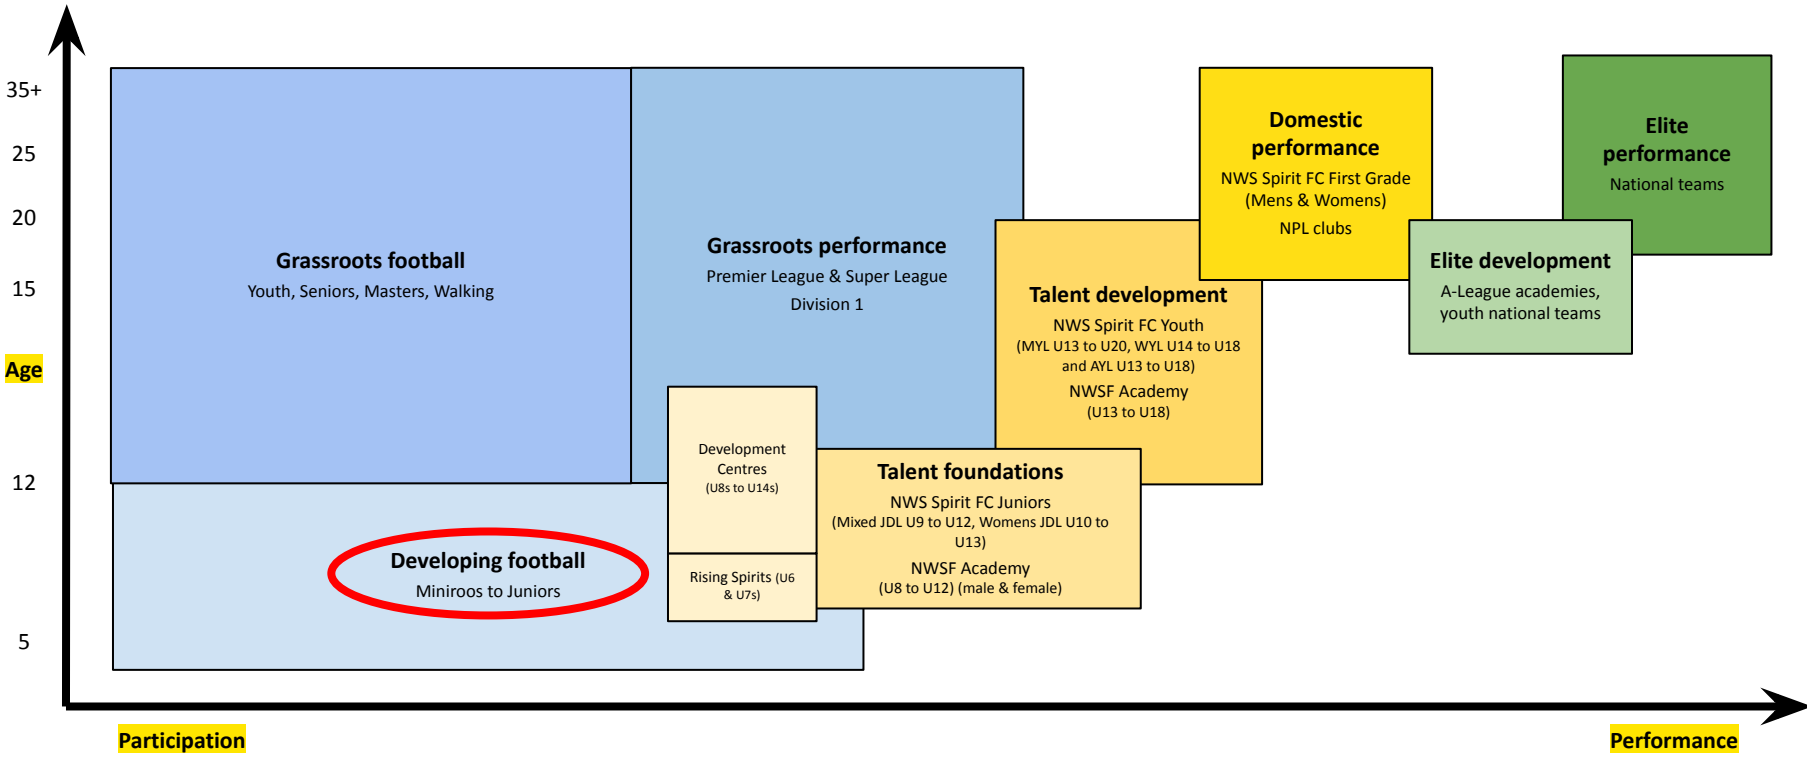 35+
25
20
15
Age
12
5
Grassroots football
Youth, Seniors, Masters, Walking
Grassroots performance
Premier League & Super League
Division 1
Domestic
performance
NWS Spirit FC First Grade
(Mens & Womens)
NPL clubs
Elite
performance
National teams
Elite development
A-League academies,
youth national teams
Talent development
NWS Spirit FC Youth
(MYL U13 to U20, WYL U14 to U18
and AYL U13 to U18)
NWSF Academy
(U13 to U18)
Development
Centres
(U8s to U14s)
Talent foundations
NWS Spirit FC Juniors
(Mixed JDL U9 to U12, Womens JDL U10 to
U13)
NWSF Academy
(U8 to U12) (male & female)
Developing football
Miniroos to Juniors
Rising Spirits (U6
& U7s)
Participation
Performance